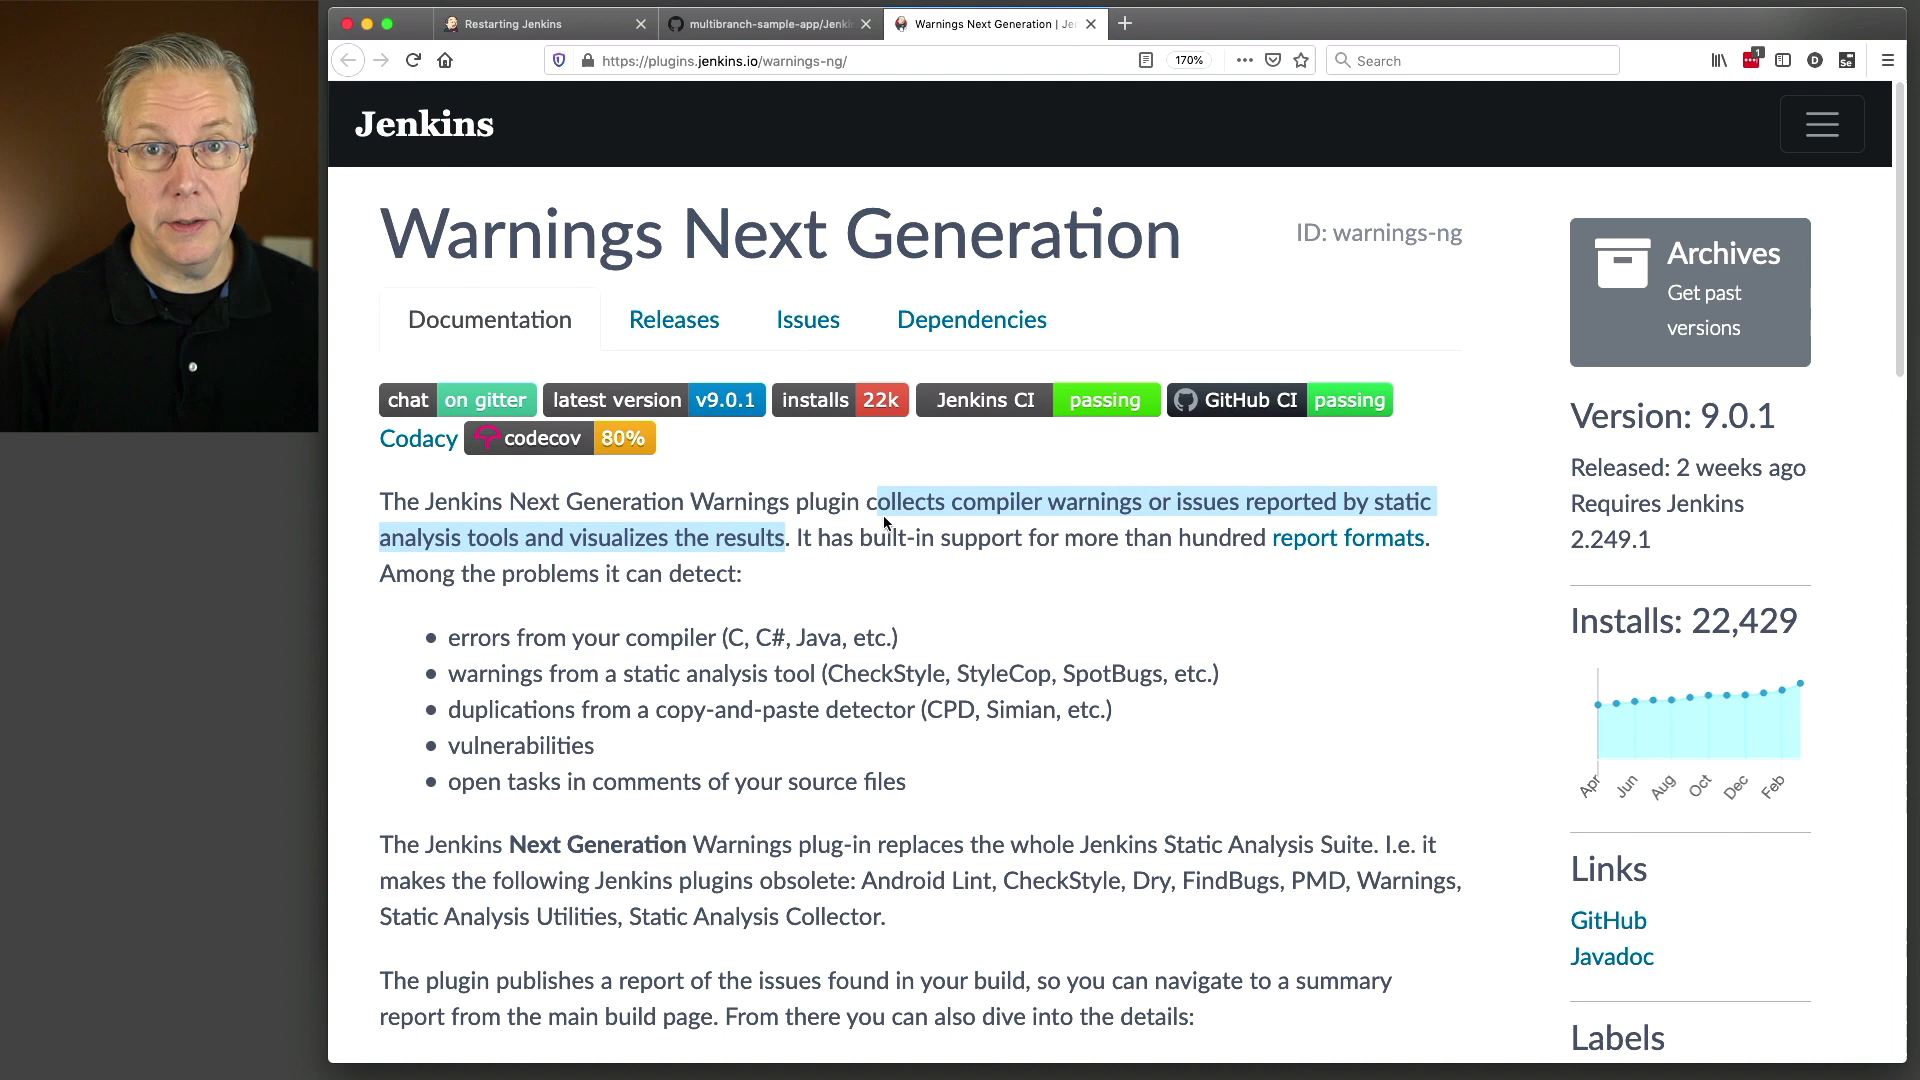 Restarting Jenkins
multibranch-sample-app/Jenki
Warnings Next Generation | Je
https://plugins.jenkins.io/warnings-ng/
170%
Search
1
D
Se
Jenkins
Warnings Next Generation
ID: warnings-ng
Documentation
Releases
Issues
Dependencies
chat on gitter
latest version v9.0.1
installs 22k
Jenkins CI passing
GitHub CI passing
Codacy
codecov 80%
The Jenkins Next Generation Warnings plugin collects compiler warnings or issues reported by static
analysis tools and visualizes the results. It has built-in support for more than hundred report formats.
Among the problems it can detect:
• errors from your compiler (C, C#, Java, etc.)
• warnings from a static analysis tool (CheckStyle, StyleCop, SpotBugs, etc.)
• duplications from a copy-and-paste detector (CPD, Simian, etc.)
• vulnerabilities
• open tasks in comments of your source files
The Jenkins Next Generation Warnings plug-in replaces the whole Jenkins Static Analysis Suite. I.e. it
makes the following Jenkins plugins obsolete: Android Lint, CheckStyle, Dry, FindBugs, PMD, Warnings,
Static Analysis Utilities, Static Analysis Collector.
The plugin publishes a report of the issues found in your build, so you can navigate to a summary
report from the main build page. From there you can also dive into the details:
Archives
Get past
versions
Version: 9.0.1
Released: 2 weeks ago
Requires Jenkins
2.249.1
Installs: 22,429
Apr
Jun
Aug
Oct
Dec
Feb
Links
GitHub
Javadoc
Labels